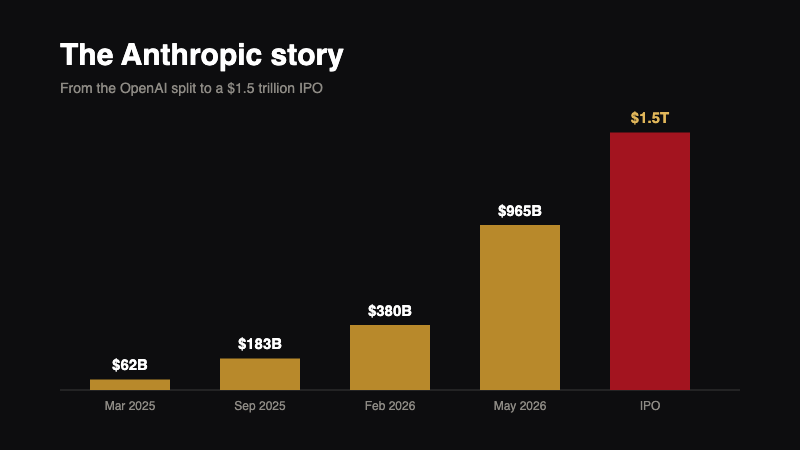 The Anthropic story
From the OpenAI split to a $1.5 trillion IPO
$1.5T
$965B
$380B
$183B
$62B
Mar 2025
Sep 2025
Feb 2026
May 2026
IPO